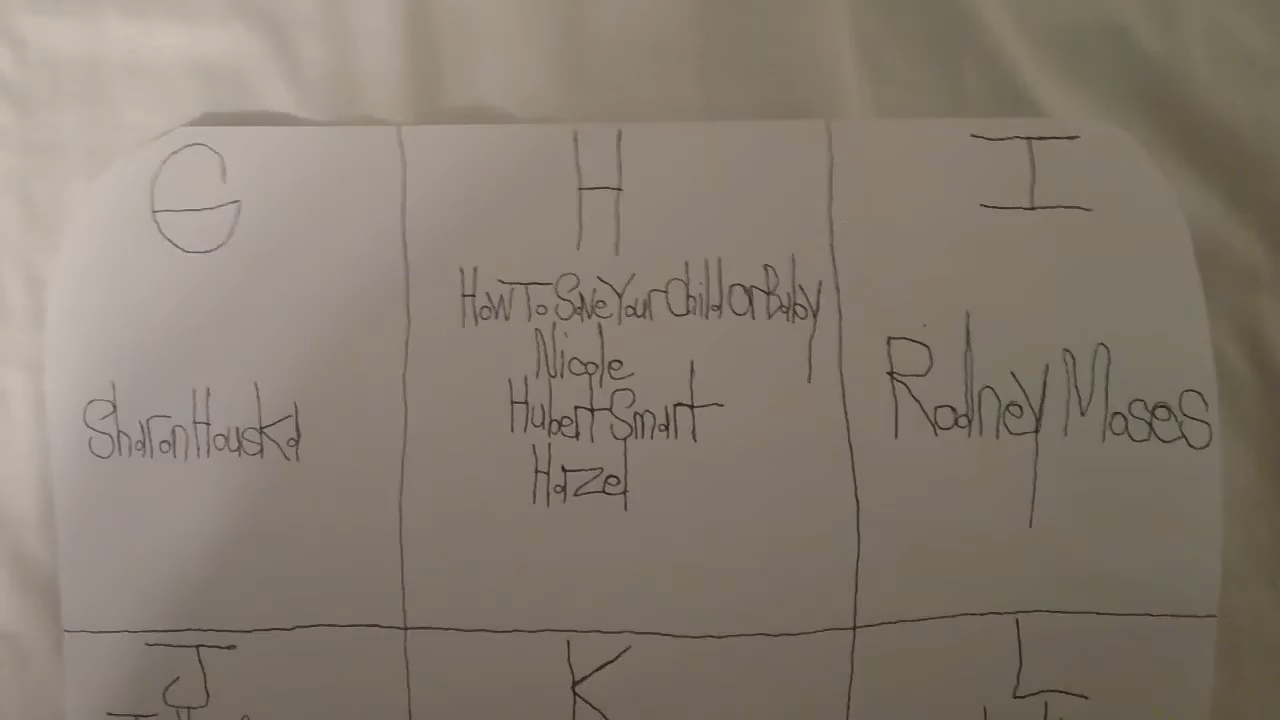 G
H
I
How To Save Your Child Or Baby
Nicole
Hubert Smart
Hazel
Sharon Houska
Rodney Moses
J
K
L